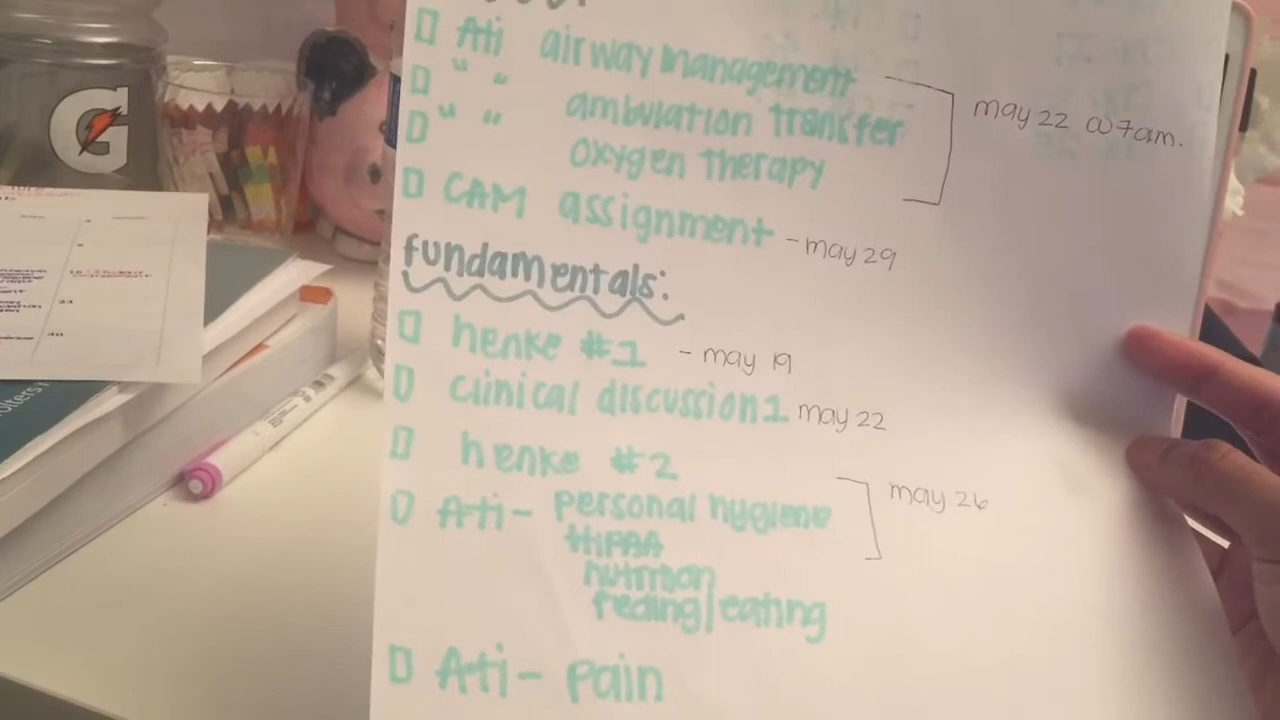 G
▯ Ati airway management
▯ " " ambulation transfer
▯ " " oxygen therapy
may 22 @ 7am.
▯ CAM assignment - may 29
fundamentals:
▯ henke #1 - may 19
▯ clinical discussion 1 may 22
▯ henke #2
▯ Ati - personal hygiene
may 26
HIPAA
nutrition
feding/eating
▯ Ati - pain